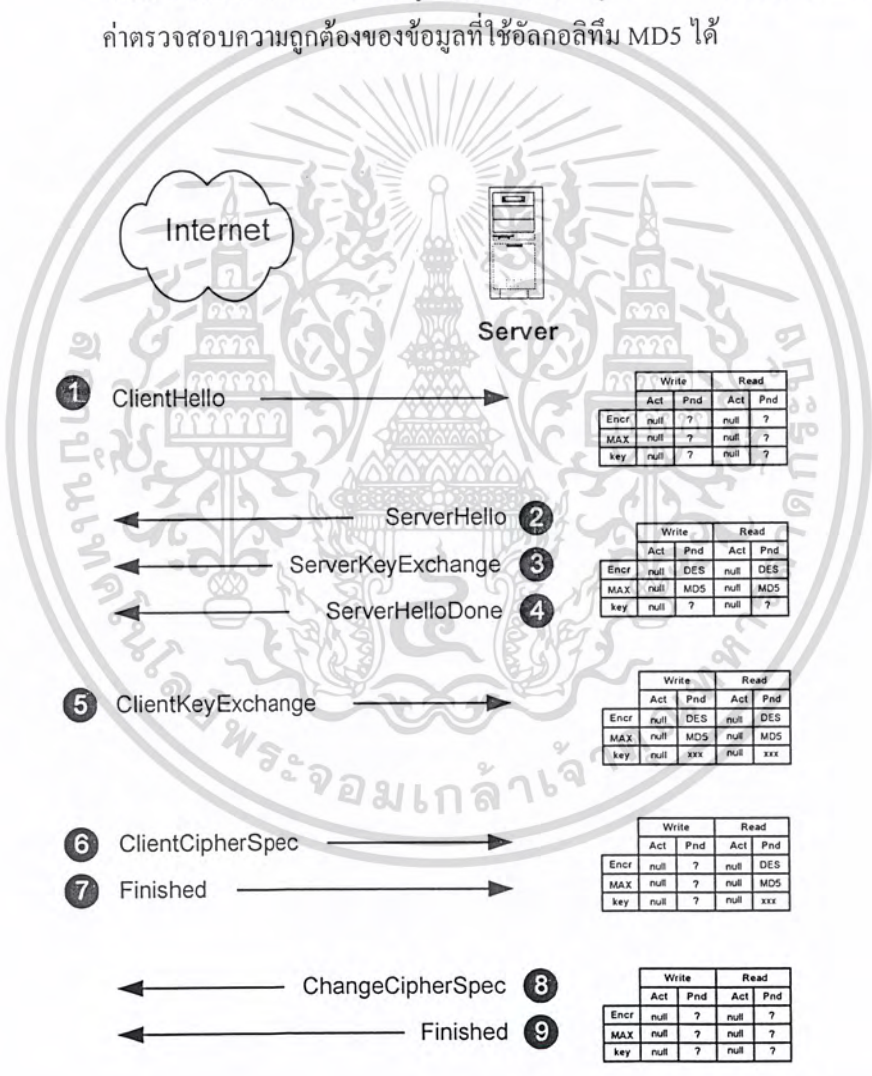 ค่าตรวจสอบความถูกต้องของข้อมูลที่ใช้อัลกอลิทึม MD5 ได้
Internet
Server
1 ClientHello
Write Read
Act Pnd Act Pnd
Encr null ? null ?
MAX null ? null ?
key null ? null ?
ServerHello 2
ServerKeyExchange 3
ServerHelloDone 4
Write Read
Act Pnd Act Pnd
Encr null DES null DES
MAX null MD5 null MD5
key null ? null ?
5 ClientKeyExchange
Write Read
Act Pnd Act Pnd
Encr null DES null DES
MAX null MD5 null MD5
key null xxx null xxx
6 ClientCipherSpec
7 Finished
Write Read
Act Pnd Act Pnd
Encr null ? null DES
MAX null ? null MD5
key null ? null xxx
ChangeCipherSpec 8
Finished 9
Write Read
Act Pnd Act Pnd
Encr null ? null ?
MAX null ? null ?
key null ? null ?